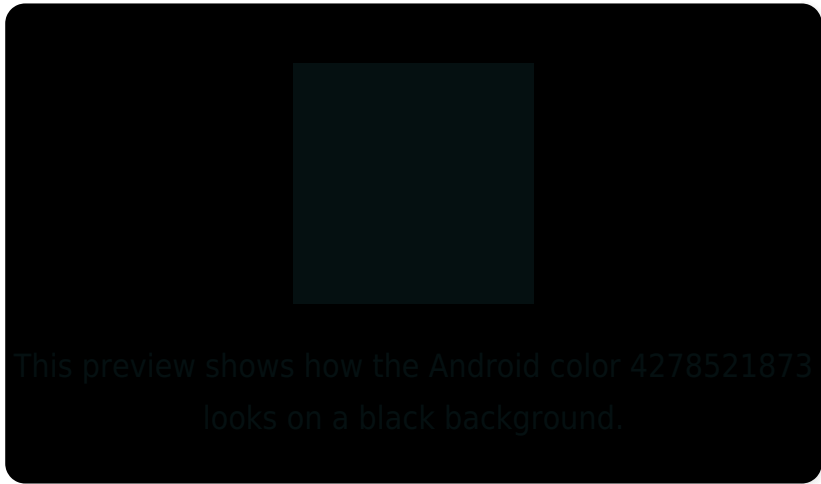 This preview shows how the Android color 4278521873
looks on a black background.